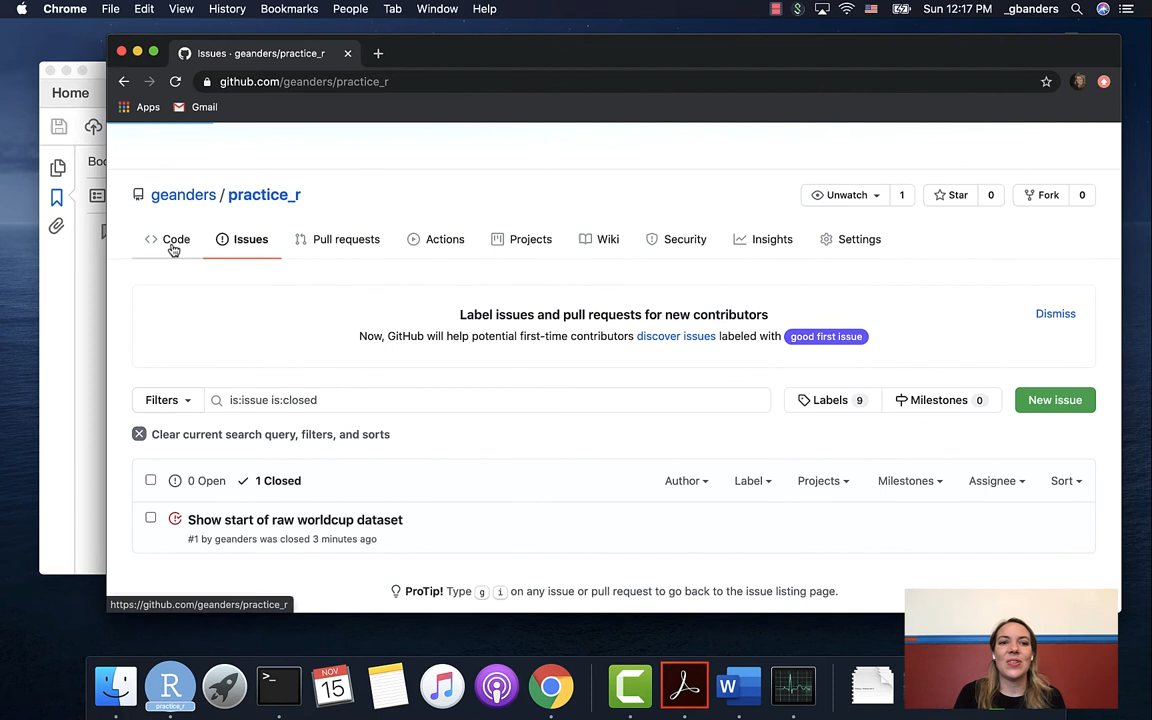 Chrome File Edit View History Bookmarks People Tab Window Help Sun 12:17 PM _gbanders
Issues · geanders/practice_r
github.com/geanders/practice_r
Apps Gmail
Home
Boo
geanders / practice_r
Unwatch 1 Star 0 Fork 0
Code Issues Pull requests Actions Projects Wiki Security Insights Settings
Label issues and pull requests for new contributors
Dismiss
Now, GitHub will help potential first-time contributors discover issues labeled with good first issue
Filters is:issue is:closed Labels 9 Milestones 0 New issue
Clear current search query, filters, and sorts
0 Open 1 Closed Author Label Projects Milestones Assignee Sort
Show start of raw worldcup dataset
#1 by geanders was closed 3 minutes ago
ProTip! Type g i on any issue or pull request to go back to the issue listing page.
https://github.com/geanders/practice_r
NOV
15
R
practice_r
>_
C
W